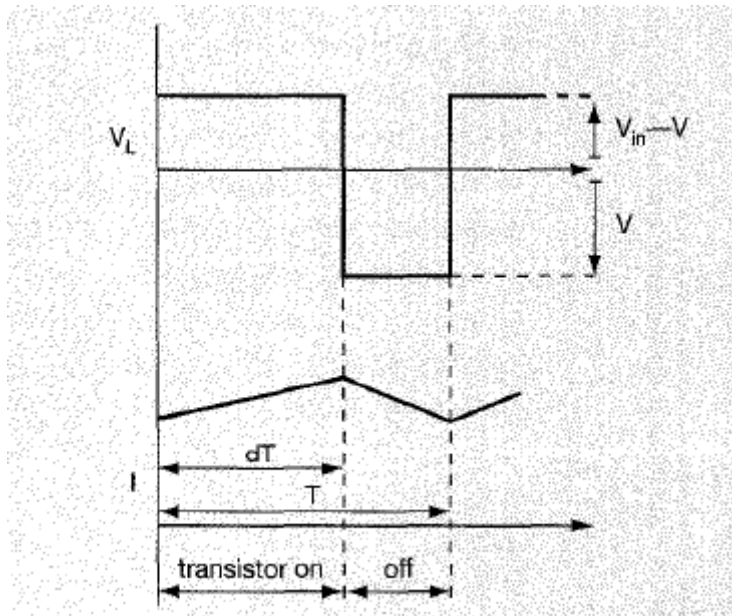 V_L
V_in—V
V
dT
I
T
transistor on
off